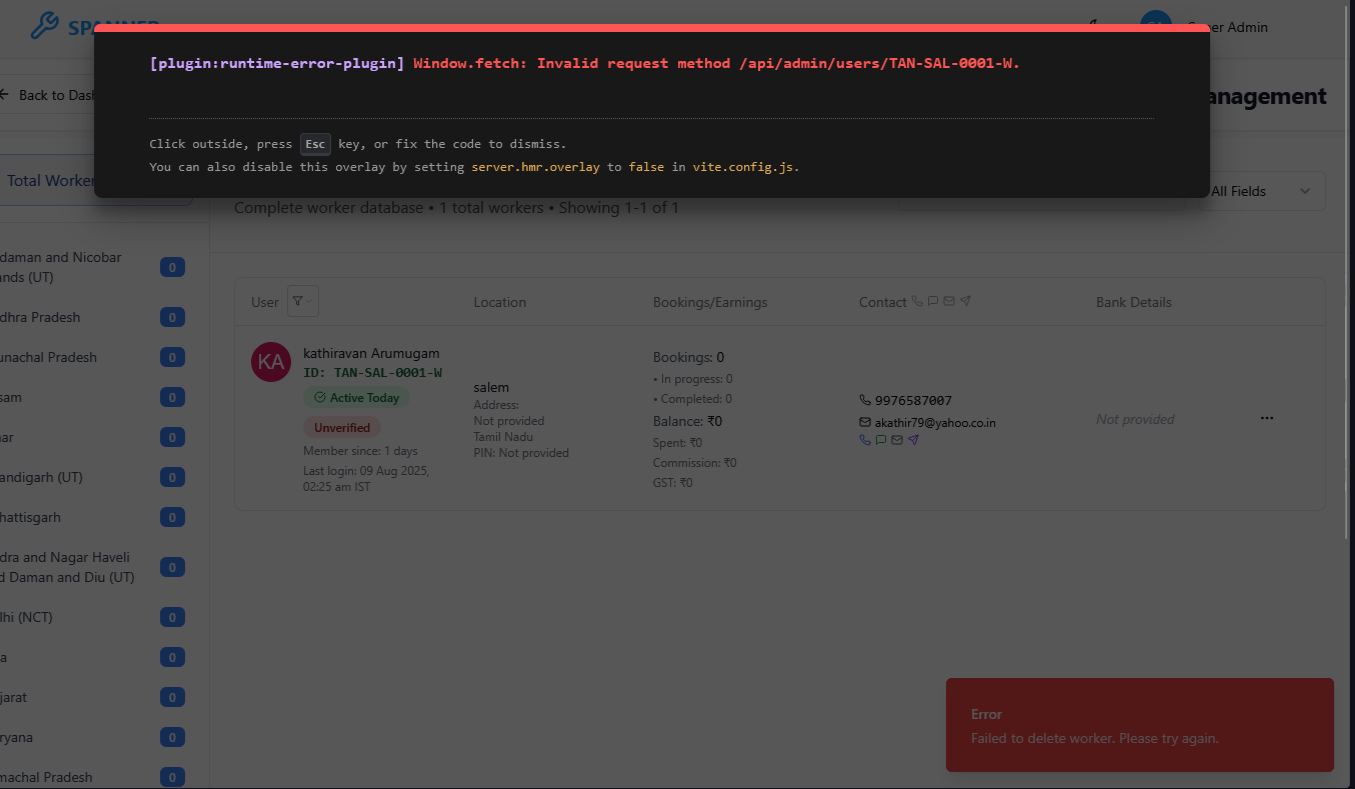 SPANNER
Super Admin
[plugin:runtime-error-plugin] Window.fetch: Invalid request method /api/admin/users/TAN-SAL-0001-W.
Click outside, press Esc key, or fix the code to dismiss.
You can also disable this overlay by setting server.hmr.overlay to false in vite.config.js.
Back to Dash
anagement
Total Worker
All Fields
Complete worker database • 1 total workers • Showing 1-1 of 1
daman and Nicobar
ands (UT)
0
dhra Pradesh
0
unachal Pradesh
0
sam
0
ar
0
andigarh (UT)
0
hattisgarh
0
dra and Nagar Haveli
d Daman and Diu (UT)
0
lhi (NCT)
0
a
0
jarat
0
ryana
0
machal Pradesh
0
User
Location
Bookings/Earnings
Contact
Bank Details
KA
kathiravan Arumugam
ID: TAN-SAL-0001-W
Active Today
Unverified
Member since: 1 days
Last login: 09 Aug 2025,
02:25 am IST
salem
Address:
Not provided
Tamil Nadu
PIN: Not provided
Bookings: 0
• In progress: 0
• Completed: 0
Balance: ₹0
Spent: ₹0
Commission: ₹0
GST: ₹0
9976587007
akathir79@yahoo.co.in
Not provided
Error
Failed to delete worker. Please try again.